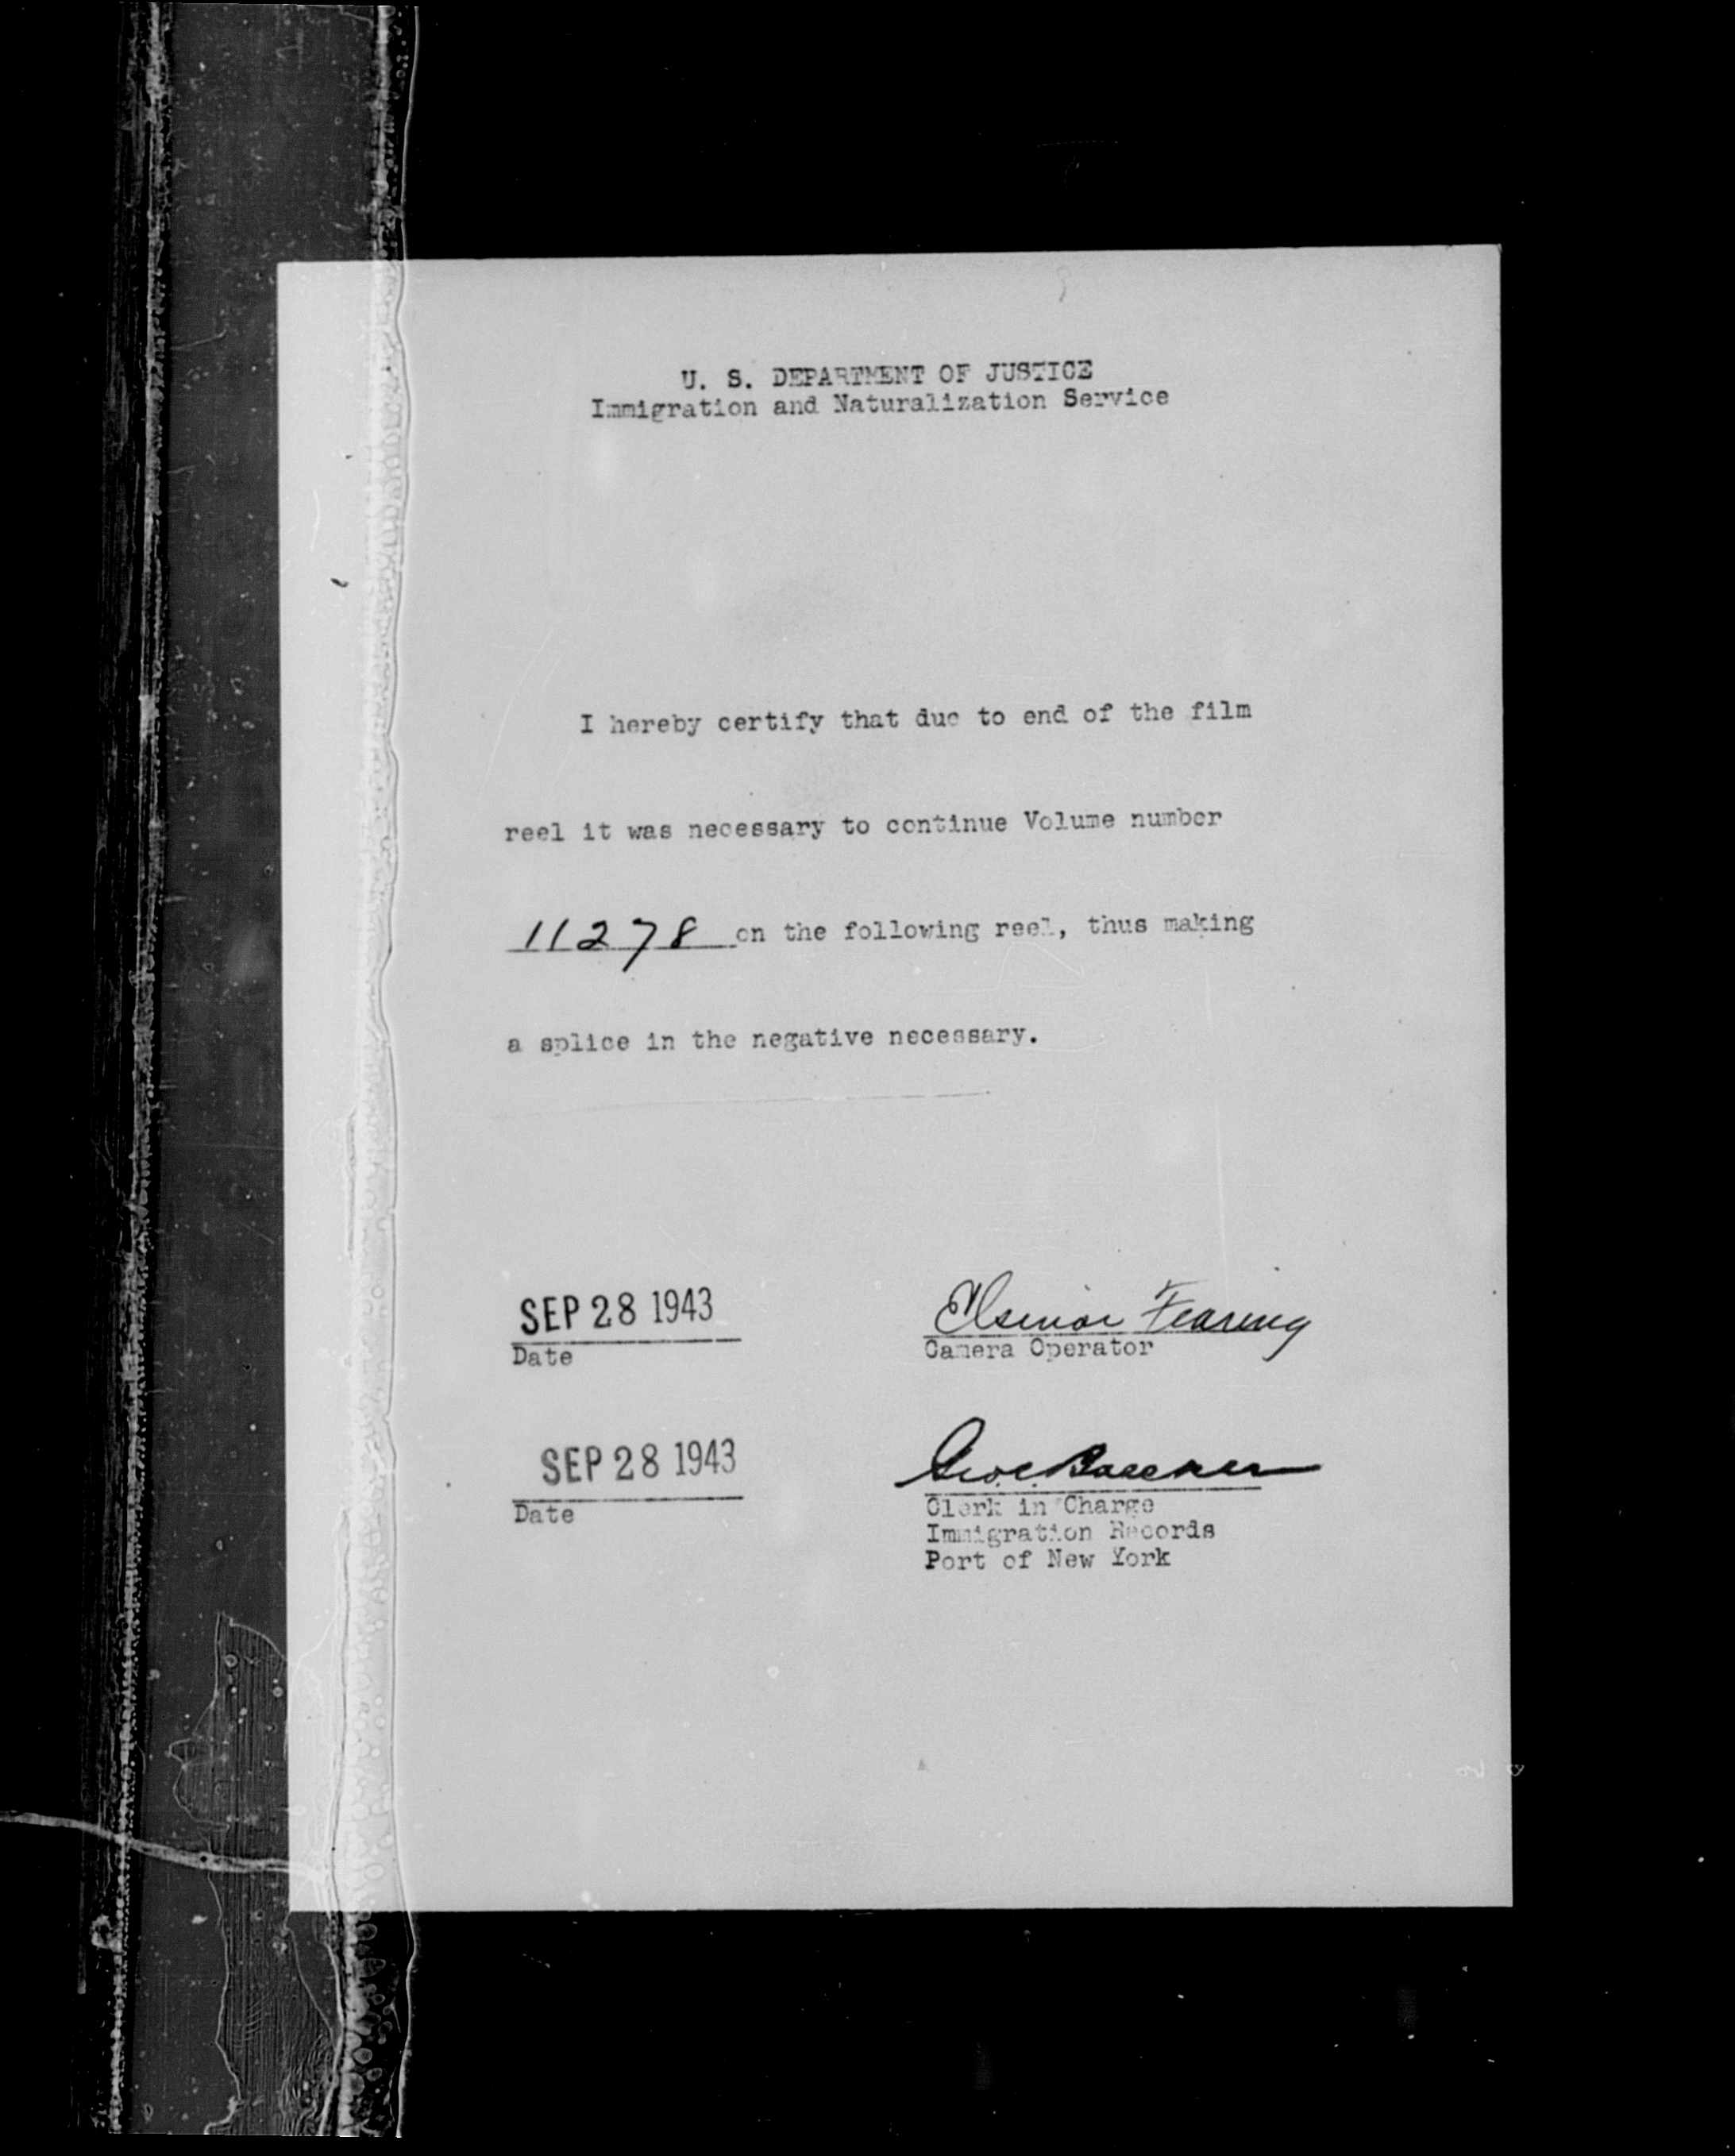 U. S. DEPARTMENT OF JUSTICE
Immigration and Naturalization Service
I hereby certify that due to end of the film
reel it was necessary to continue Volume number
11278 on the following reel, thus making
a splice in the negative necessary.
SEP 28 1943
Date
Elsinor Fearing
Camera Operator
SEP 28 1943
Date
Clerk in Charge
Immigration Records
Port of New York